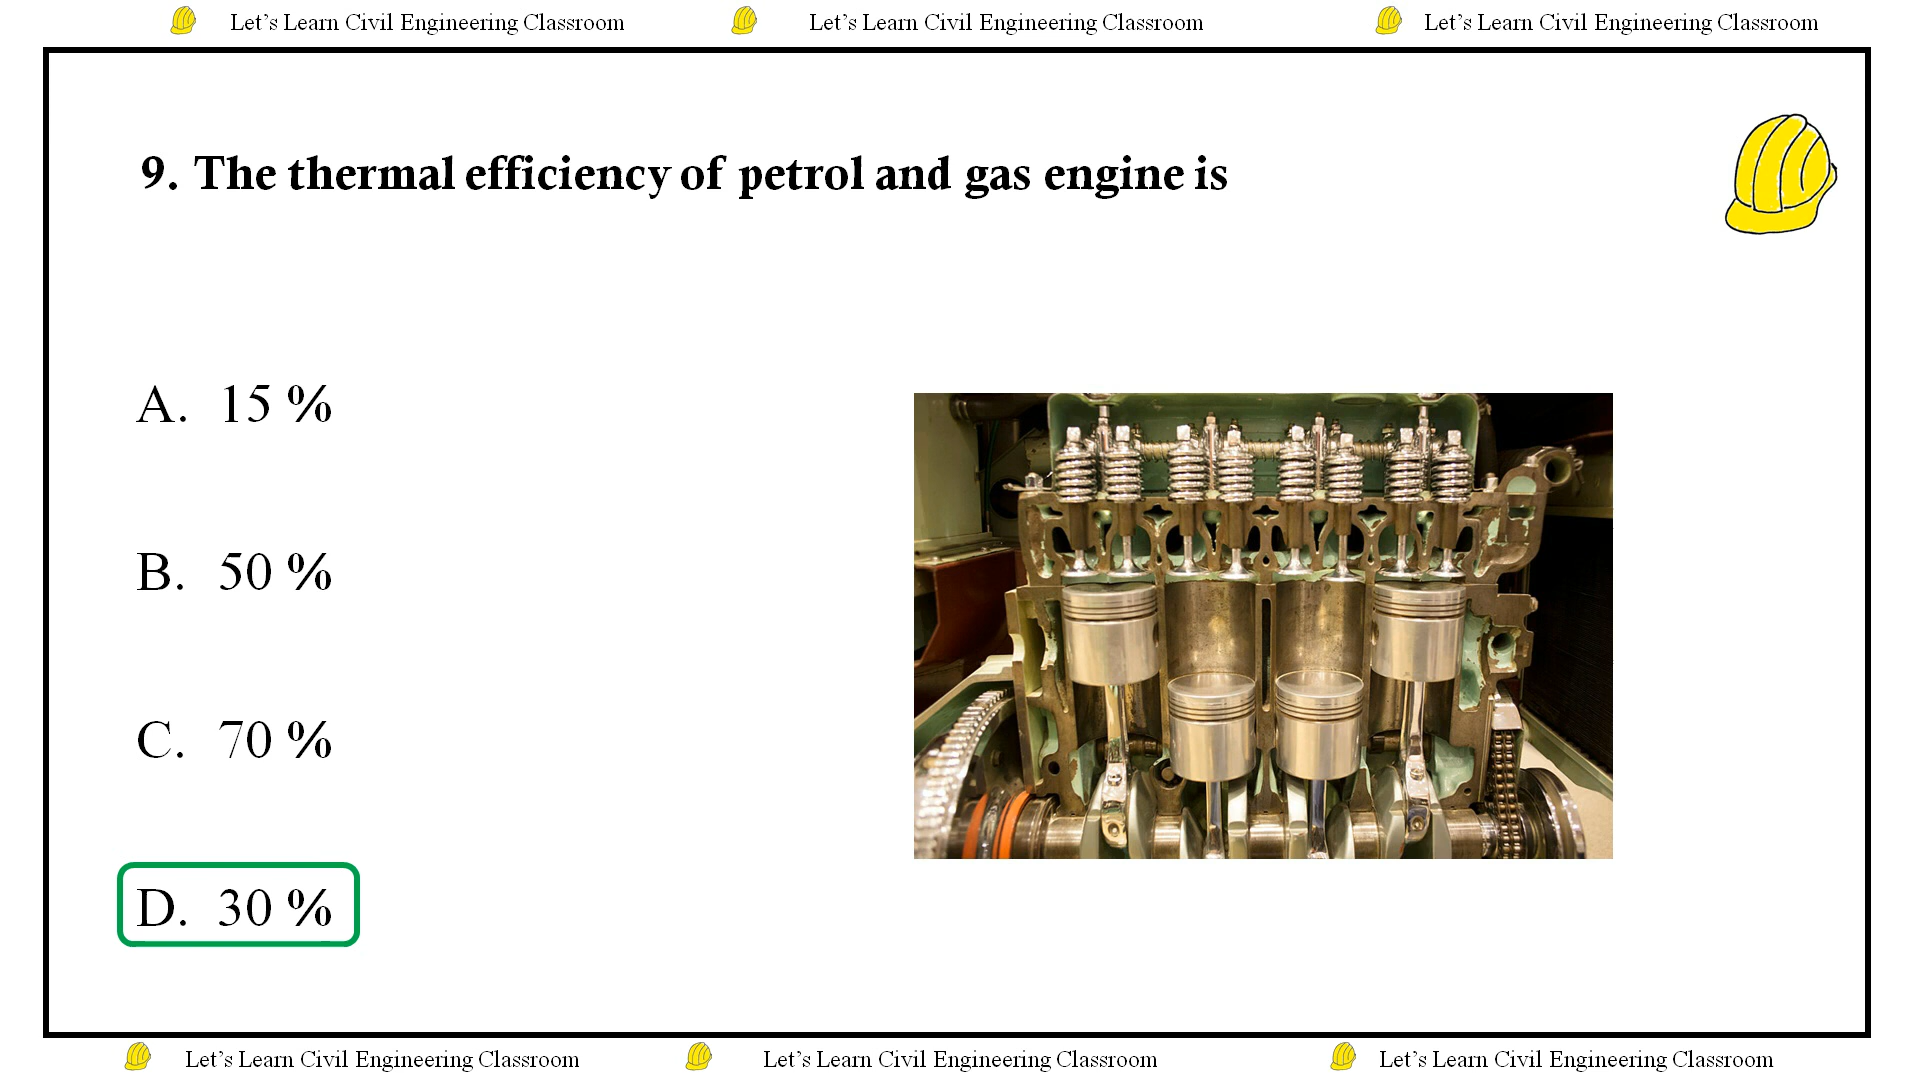 Let’s Learn Civil Engineering Classroom
Let’s Learn Civil Engineering Classroom
Let’s Learn Civil Engineering Classroom
9. The thermal efficiency of petrol and gas engine is
A. 15 %
B. 50 %
C. 70 %
D. 30 %
Let’s Learn Civil Engineering Classroom
Let’s Learn Civil Engineering Classroom
Let’s Learn Civil Engineering Classroom